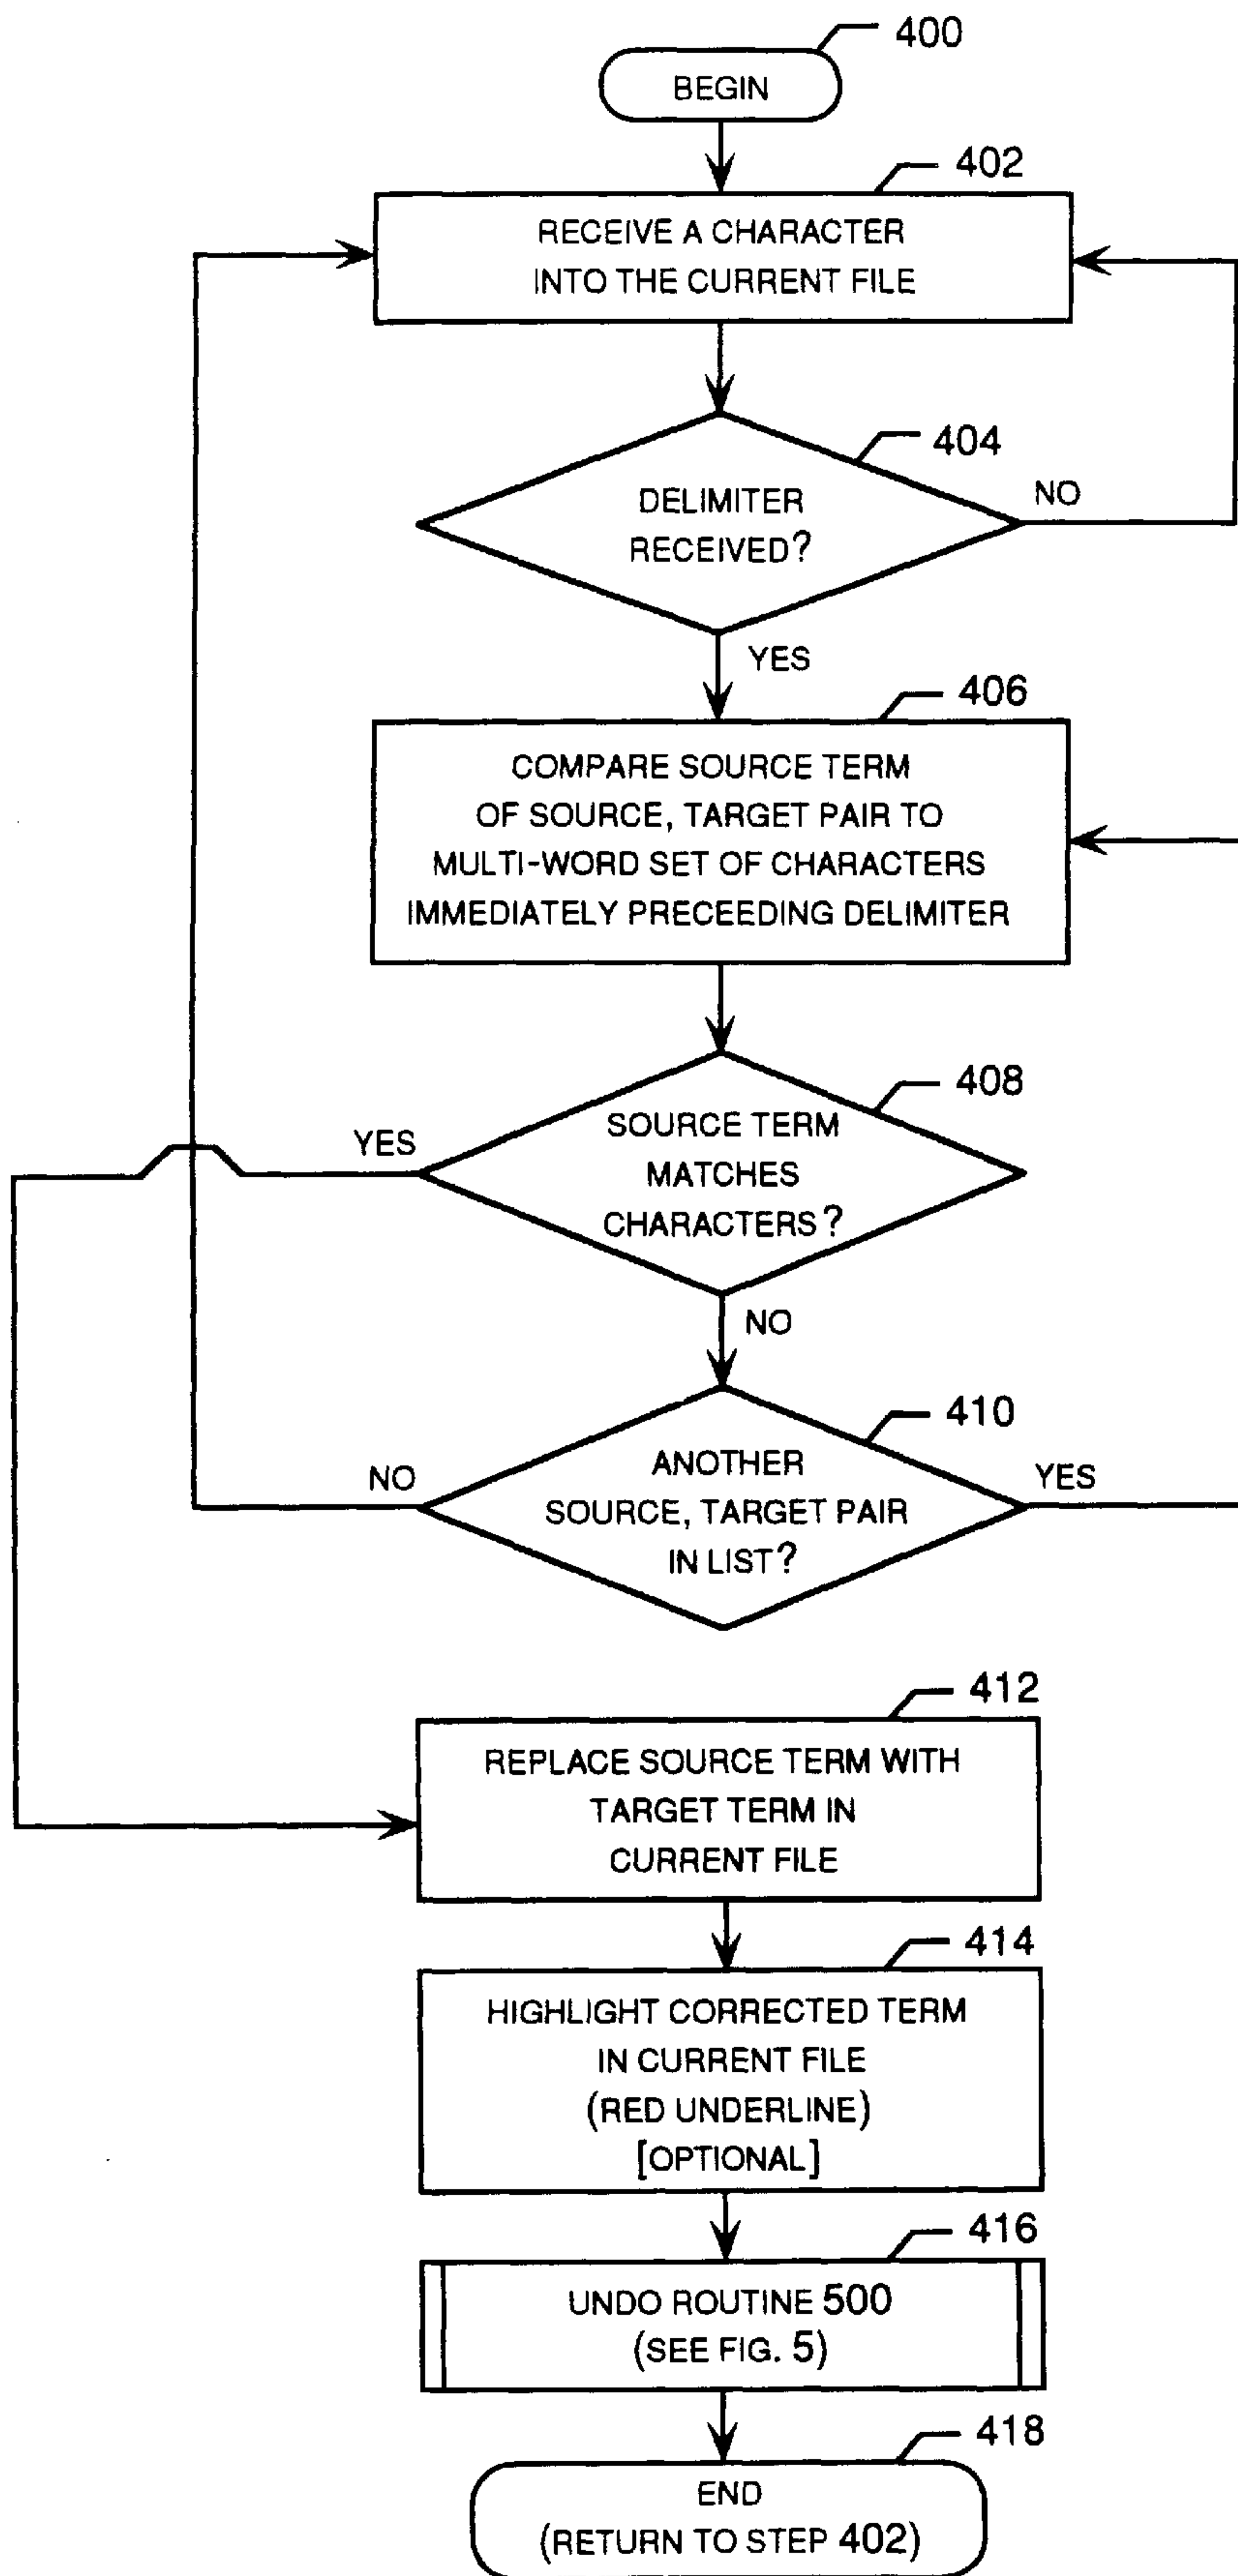 400
BEGIN
402
RECEIVE A CHARACTER
INTO THE CURRENT FILE
404
DELIMITER
RECEIVED?
NO
YES
406
COMPARE SOURCE TERM
OF SOURCE, TARGET PAIR TO
MULTI-WORD SET OF CHARACTERS
IMMEDIATELY PRECEEDING DELIMITER
408
SOURCE TERM
MATCHES
CHARACTERS?
YES
NO
410
ANOTHER
SOURCE, TARGET PAIR
IN LIST?
NO
YES
412
REPLACE SOURCE TERM WITH
TARGET TERM IN
CURRENT FILE
414
HIGHLIGHT CORRECTED TERM
IN CURRENT FILE
(RED UNDERLINE)
[OPTIONAL]
416
UNDO ROUTINE 500
(SEE FIG. 5)
418
END
(RETURN TO STEP 402)